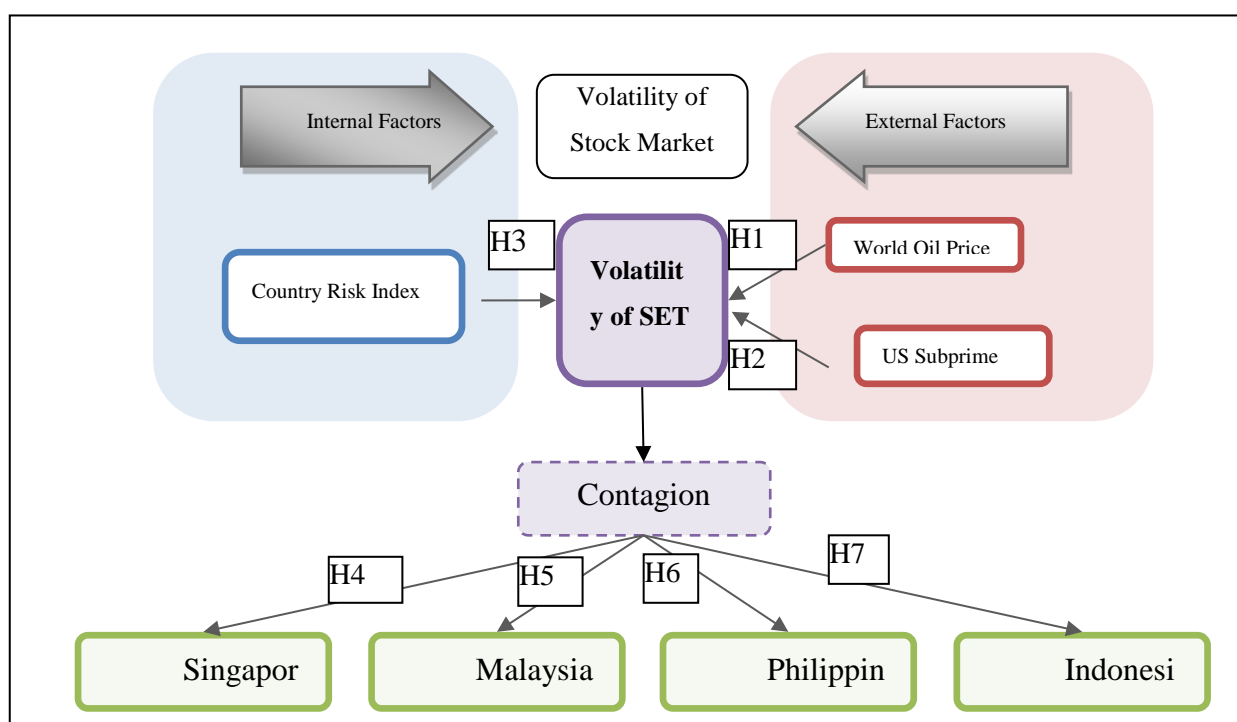 Internal Factors
Volatility of
Stock Market
External Factors
H3
H1
World Oil Price
Country Risk Index
Volatilit
y of SET
H2
US Subprime
Contagion
H4
H5
H6
H7
Singapor
Malaysia
Philippin
Indonesi